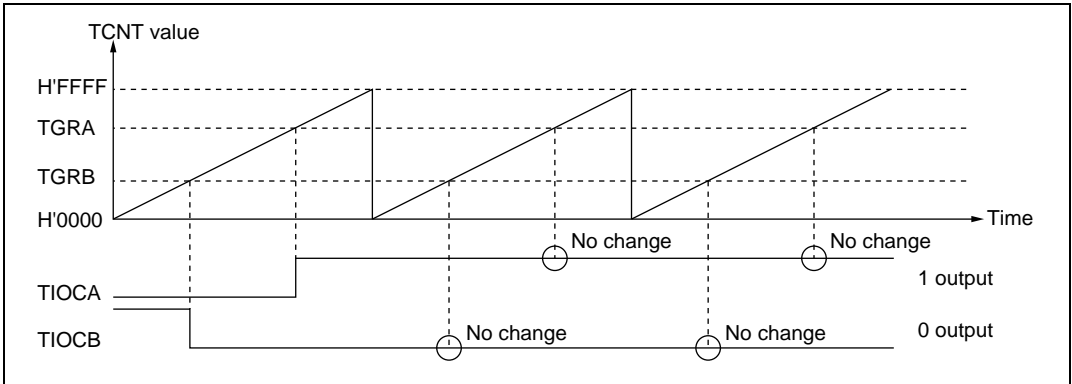 TCNT value
H'FFFF
TGRA
TGRB
H'0000
Time
No change
No change
1 output
TIOCA
No change
No change
0 output
TIOCB